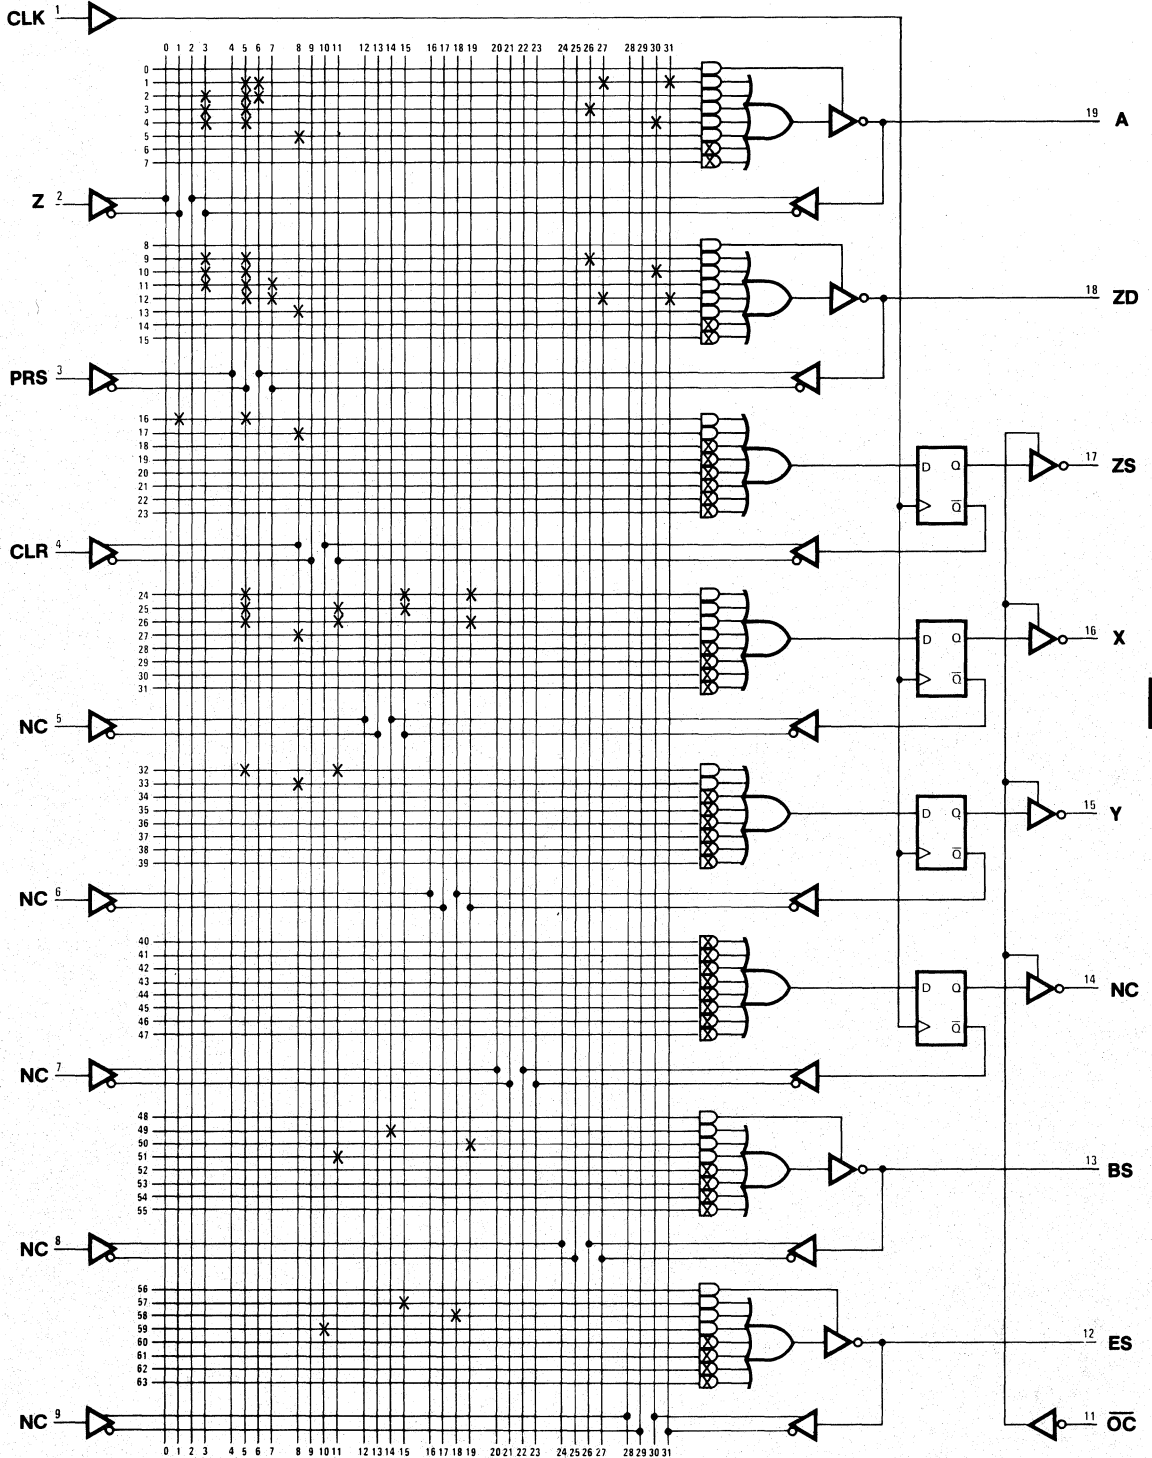 CLK 1
0 1 2 3 4 5 6 7 8 9 10 11 12 13 14 15 16 17 18 19 20 21 22 23 24 25 26 27 28 29 30 31
0
1
2
3
4
5
6
7
19 A
Z 2
8
9
10
11
12
13
14
15
18 ZD
PRS 3
16
17
18
19
20
21
22
23
D Q
Q̅
17 ZS
CLR 4
24
25
26
27
28
29
30
31
D Q
Q̅
16 X
NC 5
32
33
34
35
36
37
38
39
D Q
Q̅
15 Y
NC 6
40
41
42
43
44
45
46
47
D Q
Q̅
14 NC
NC 7
48
49
50
51
52
53
54
55
13 BS
NC 8
56
57
58
59
60
61
62
63
12 ES
NC 9
11 O̅C̅
0 1 2 3 4 5 6 7 8 9 10 11 12 13 14 15 16 17 18 19 20 21 22 23 24 25 26 27 28 29 30 31